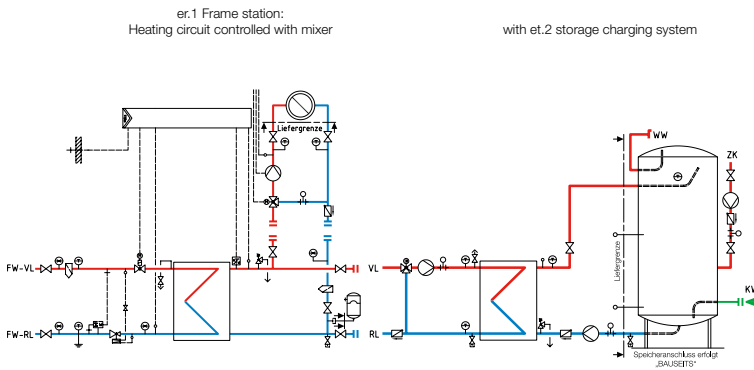 er.1 Frame station:
Heating circuit controlled with mixer
with et.2 storage charging system
Liefergrenze
WW
ZK
FW-VL
VL
Liefergrenze
KW
FW-RL
RL
Speicheranschluss erfolgt
„BAUSEITS“